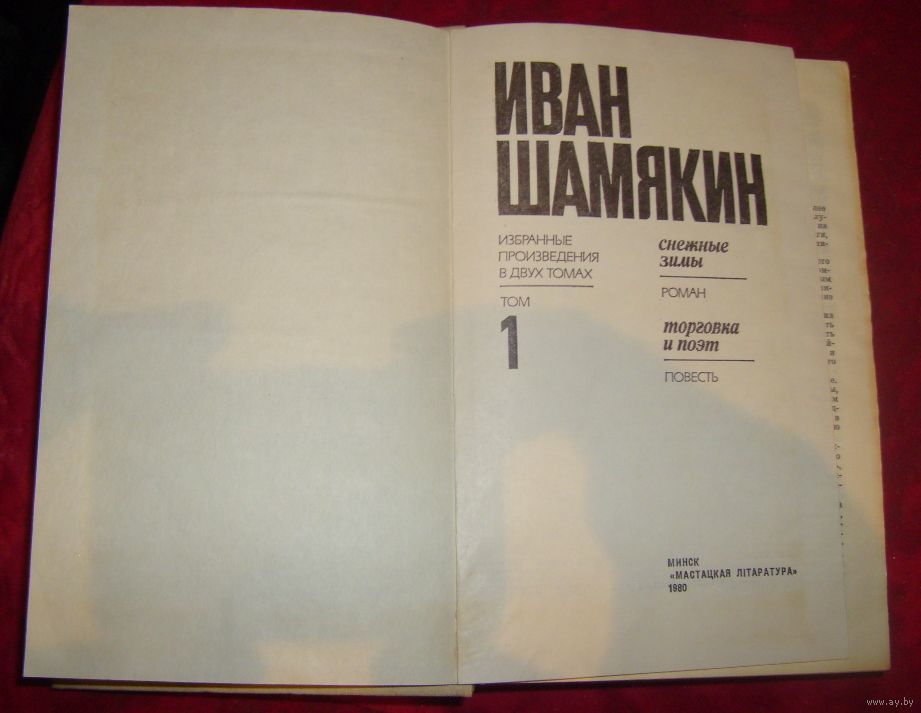 ИВАН
ШАМЯКИН
ИЗБРАННЫЕ
ПРОИЗВЕДЕНИЯ
В ДВУХ ТОМАХ
ТОМ
1
снежные
зимы
РОМАН
торговка
и поэт
ПОВЕСТЬ
МИНСК
«МАСТАЦКАЯ ЛІТАРАТУРА»
1980
www.ay.by